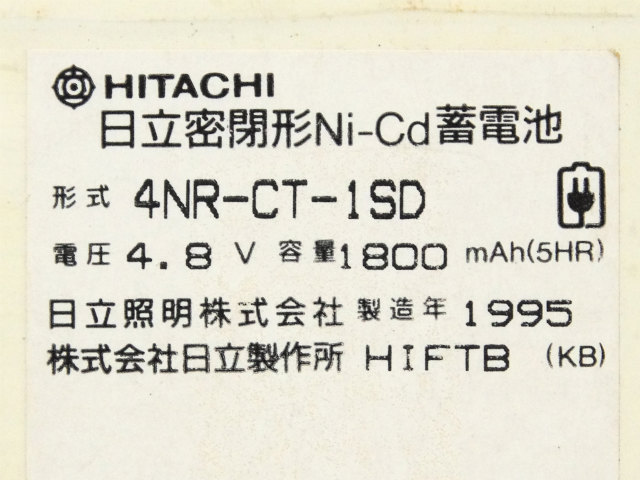 HITACHI
日立密閉形Ni-Cd蓄電池
形式 4NR-CT-1SD
電圧 4.8 V 容量 1800 mAh(5HR)
日立照明株式会社 製造年 1995
株式会社日立製作所 HIFTB (KB)